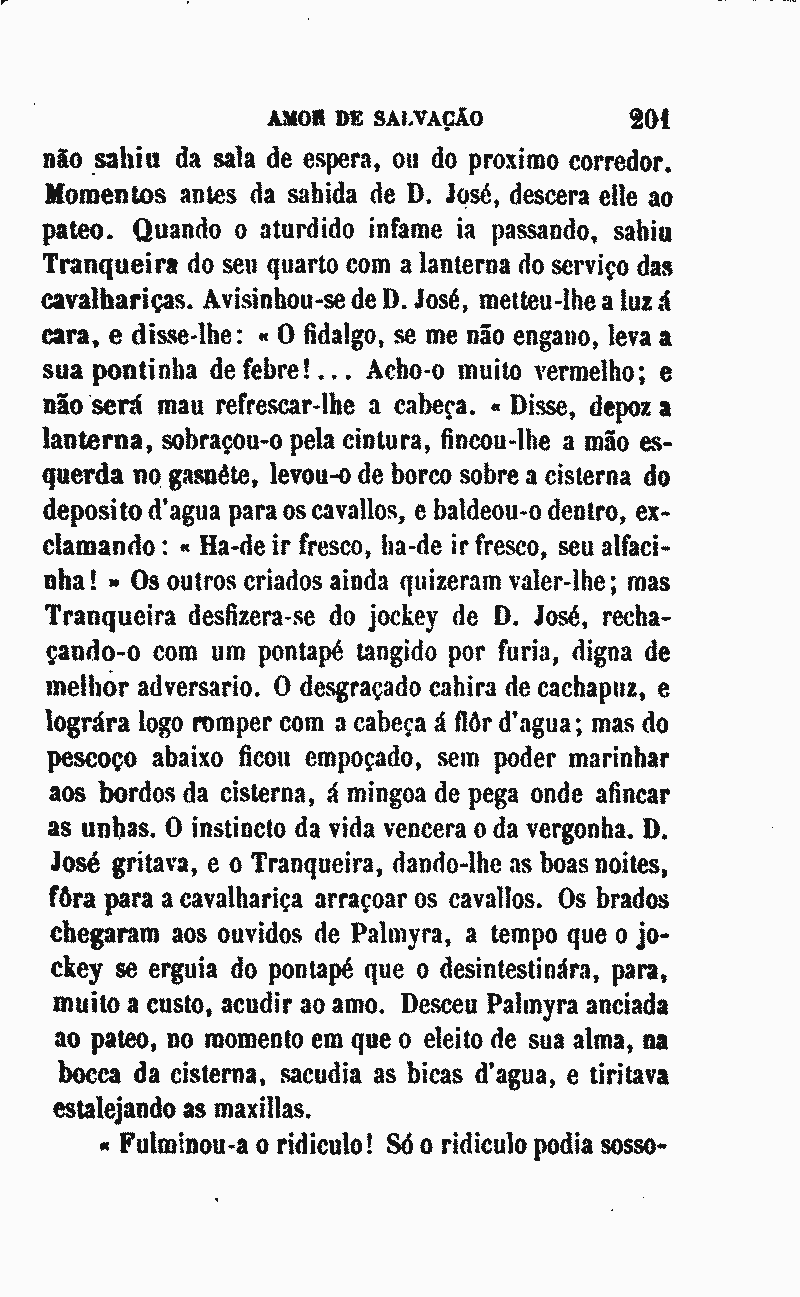 AMOR DE SALVAÇÃO 201
não sahiu da sala de espera, ou do proximo corredor.
Momentos antes da sahida de D. José, descera elle ao
pateo. Quando o aturdido infame ia passando, sahiu
Tranqueira do seu quarto com a lanterna do serviço das
cavalhariças. Avisinhou-se de D. José, metteu-lhe a luz á
cara, e disse-lhe: « O fidalgo, se me não engano, leva a
sua pontinha de febre!... Acho-o muito vermelho; e
não será mau refrescar-lhe a cabeça. « Disse, depoz a
lanterna, sobraçou-o pela cintura, fincou-lhe a mão es-
querda no gasnête, levou-o de borco sobre a cisterna do
deposito d'agua para os cavallos, e baldeou-o dentro, ex-
clamando: « Ha-de ir fresco, ha-de ir fresco, seu alfaci-
nha! » Os outros criados ainda quizeram valer-lhe; mas
Tranqueira desfizera-se do jockey de D. José, recha-
çando-o com um pontapé tangido por furia, digna de
melhor adversario. O desgraçado cahira de cachapuz, e
lográra logo romper com a cabeça á flôr d'agua; mas do
pescoço abaixo ficou empoçado, sem poder marinhar
aos bordos da cisterna, á mingoa de pega onde afincar
as unhas. O instincto da vida vencera o da vergonha. D.
José gritava, e o Tranqueira, dando-lhe as boas noites,
fôra para a cavalhariça arraçoar os cavallos. Os brados
chegaram aos ouvidos de Palmyra, a tempo que o jo-
ckey se erguia do pontapé que o desintestinára, para,
muito a custo, acudir ao amo. Desceu Palmyra anciada
ao pateo, no momento em que o eleito de sua alma, na
bocca da cisterna, sacudia as bicas d'agua, e tiritava
estalejando as maxillas.
« Fulminou-a o ridiculo! Só o ridiculo podia sosso-